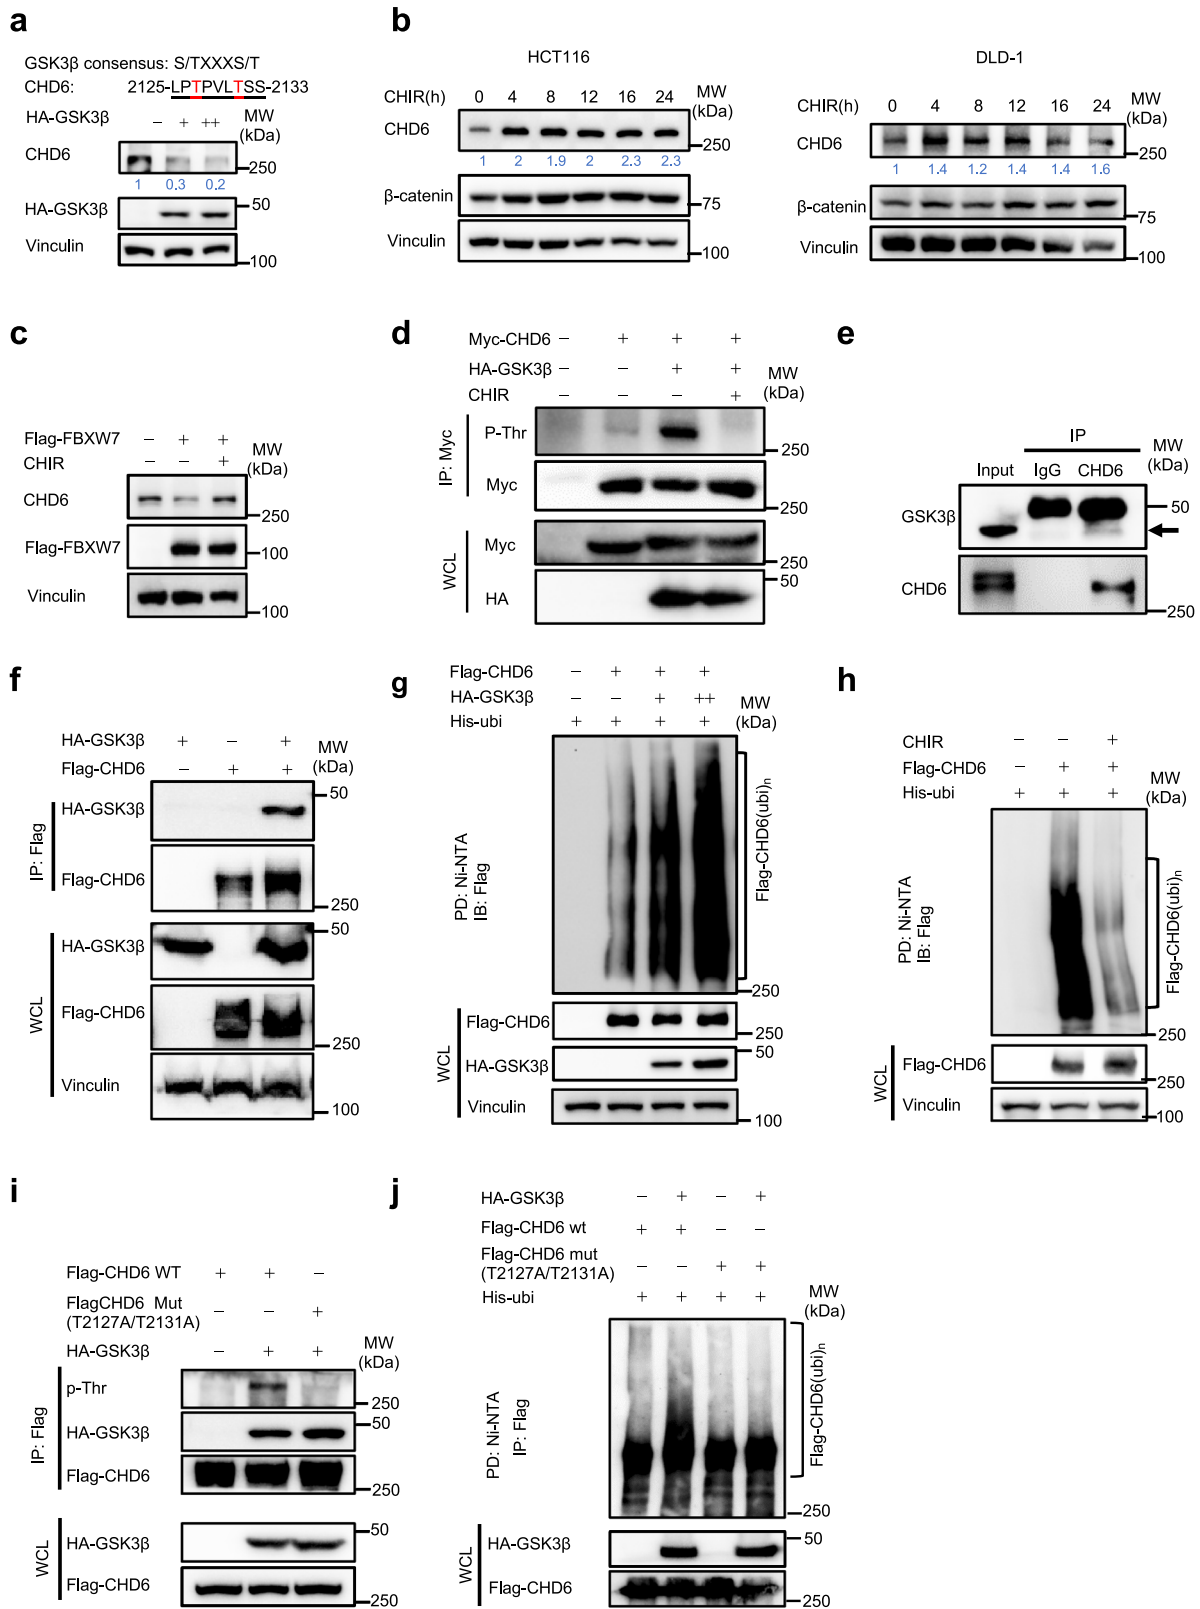 a
GSK3β consensus: S/TXXXS/T
CHD6: 2125-LPTPVLTSS-2133
HA-GSK3β – + ++ MW (kDa)
CHD6 250
1 0.3 0.2
HA-GSK3β 50
Vinculin 100
b
HCT116
CHIR(h) 0 4 8 12 16 24 MW (kDa)
CHD6 250
1 2 1.9 2 2.3 2.3
β-catenin 75
Vinculin 100
DLD-1
CHIR(h) 0 4 8 12 16 24 MW (kDa)
CHD6 250
1 1.4 1.2 1.4 1.4 1.6
β-catenin 75
Vinculin 100
c
Flag-FBXW7 – + +
CHIR – – + MW (kDa)
CHD6 250
Flag-FBXW7 100
Vinculin 100
d
Myc-CHD6 – + + +
HA-GSK3β – – + +
CHIR – – – + MW (kDa)
IP: Myc
P-Thr 250
Myc 250
WCL
Myc 250
HA 50
e
IP MW (kDa)
Input IgG CHD6
GSK3β 50
CHD6 250
f
HA-GSK3β + – +
Flag-CHD6 – + + MW (kDa)
IP: Flag
HA-GSK3β 50
Flag-CHD6 250
WCL
HA-GSK3β 50
Flag-CHD6 250
Vinculin 100
g
Flag-CHD6 – + + +
HA-GSK3β – – + ++
His-ubi + + + + MW (kDa)
PD: Ni-NTA
IB: Flag
Flag-CHD6(ubi)n
250
WCL
Flag-CHD6 250
HA-GSK3β 50
Vinculin 100
h
CHIR – – +
Flag-CHD6 – + +
His-ubi + + + MW (kDa)
PD: Ni-NTA
IB: Flag
Flag-CHD6(ubi)n
250
WCL
Flag-CHD6 250
Vinculin 100
i
Flag-CHD6 WT + + –
FlagCHD6 Mut
(T2127A/T2131A) – – +
HA-GSK3β – + + MW (kDa)
IP: Flag
p-Thr 250
HA-GSK3β 50
Flag-CHD6 250
WCL
HA-GSK3β 50
Flag-CHD6 250
j
HA-GSK3β – + – +
Flag-CHD6 wt + + – –
Flag-CHD6 mut
(T2127A/T2131A) – – + +
His-ubi + + + + MW (kDa)
PD: Ni-NTA
IP: Flag
Flag-CHD6(ubi)n
250
WCL
HA-GSK3β 50
Flag-CHD6 250